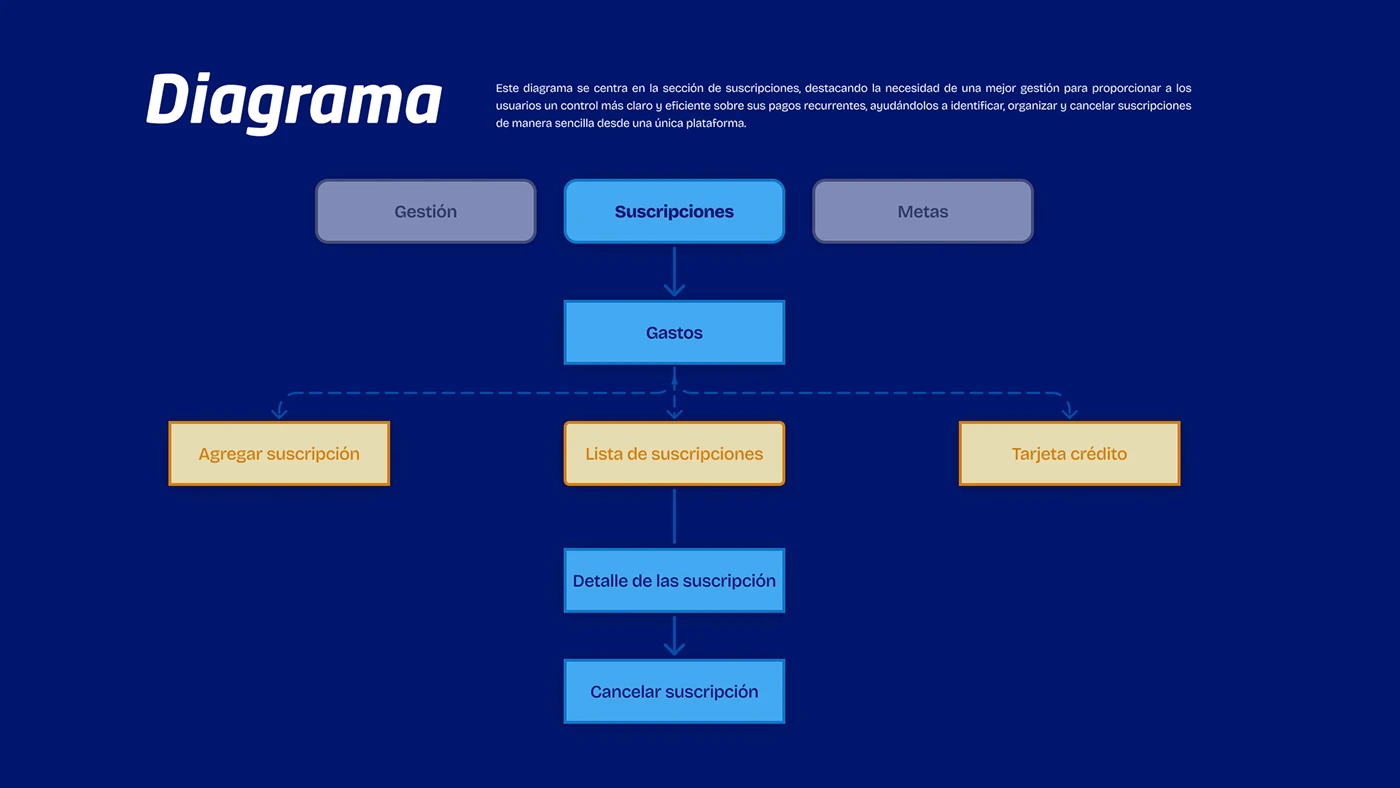 Diagrama
Este diagrama se centra en la sección de suscripciones, destacando la necesidad de una mejor gestión para proporcionar a los
usuarios un control más claro y eficiente sobre sus pagos recurrentes, ayudándolos a identificar, organizar y cancelar suscripciones
de manera sencilla desde una única plataforma.
Gestión
Suscripciones
Metas
Gastos
Agregar suscripción
Lista de suscripciones
Tarjeta crédito
Detalle de las suscripción
Cancelar suscripción